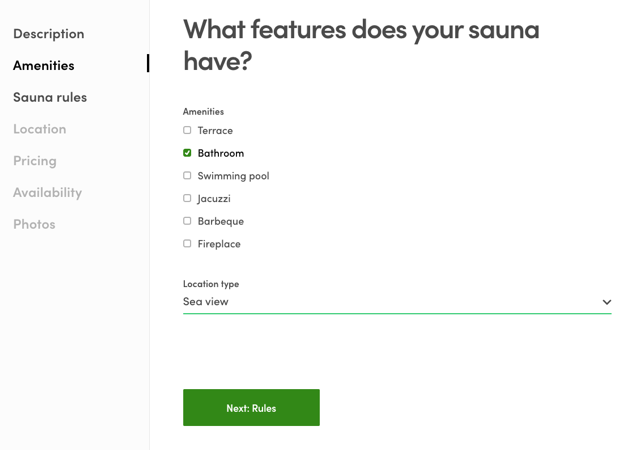 Description
Amenities
Sauna rules
Location
Pricing
Availability
Photos
What features does your sauna
have?
Amenities
Terrace
Bathroom
Swimming pool
Jacuzzi
Barbeque
Fireplace
Location type
Sea view
Next: Rules